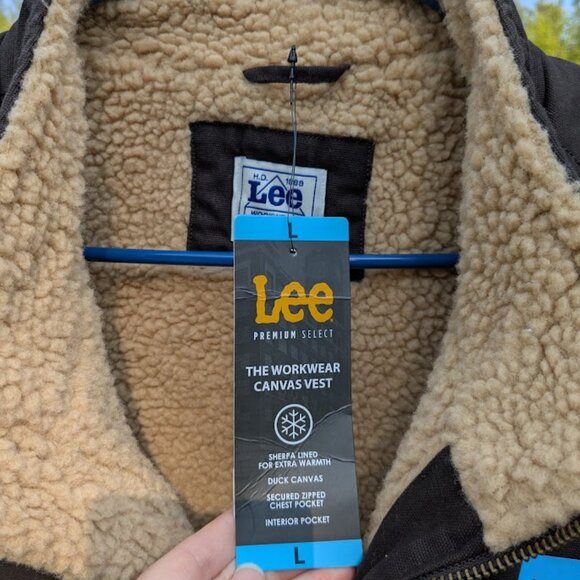 H.D. 1889
Lee
L
Lee
PREMIUM SELECT
THE WORKWEAR
CANVAS VEST
SHERPA LINED
FOR EXTRA WARMTH
DUCK CANVAS
SECURED ZIPPED
CHEST POCKET
INTERIOR POCKET
L